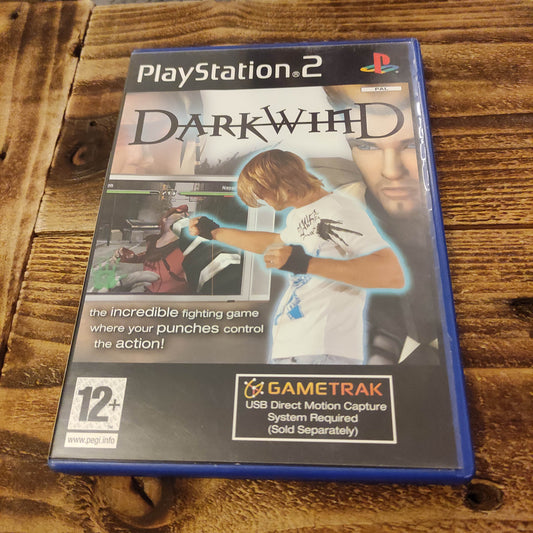 PlayStation®2
PAL
DARKWIND
the incredible fighting game
where your punches control
the action!
12+
www.pegi.info
GAMETRAK
USB Direct Motion Capture
System Required
(Sold Separately)